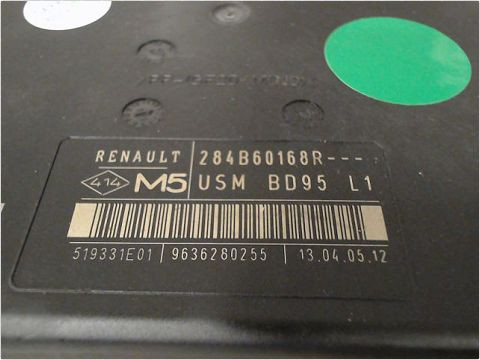 RENAULT 284B60168R----
414 M5 USM BD95 L1
519331E01 9636280255 13.04.05.12